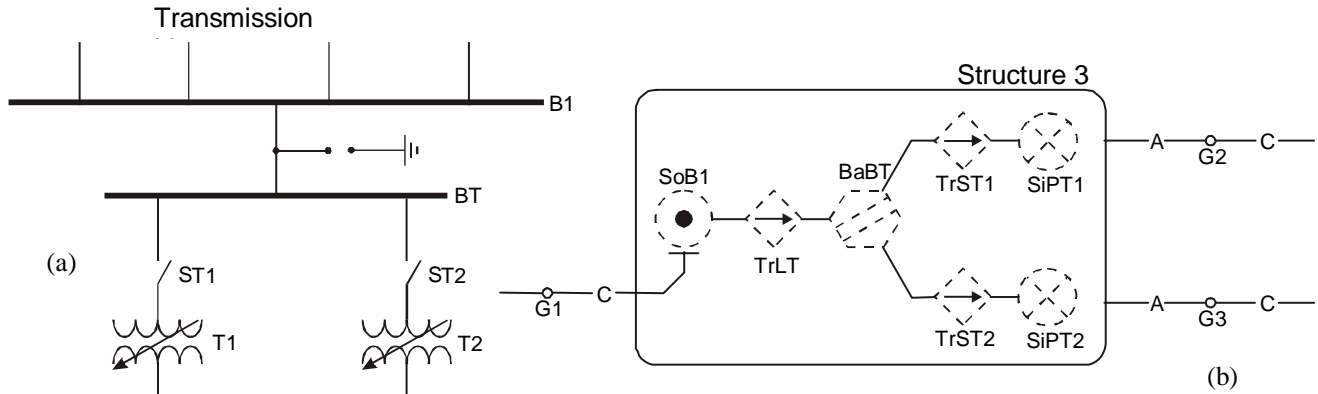 Transmission
B1
BT
(a)
ST1
ST2
T1
T2
Structure 3
SoB1
TrLT
BaBT
TrST1
SiPT1
A
G2
C
G1
C
TrST2
SiPT2
A
G3
C
(b)